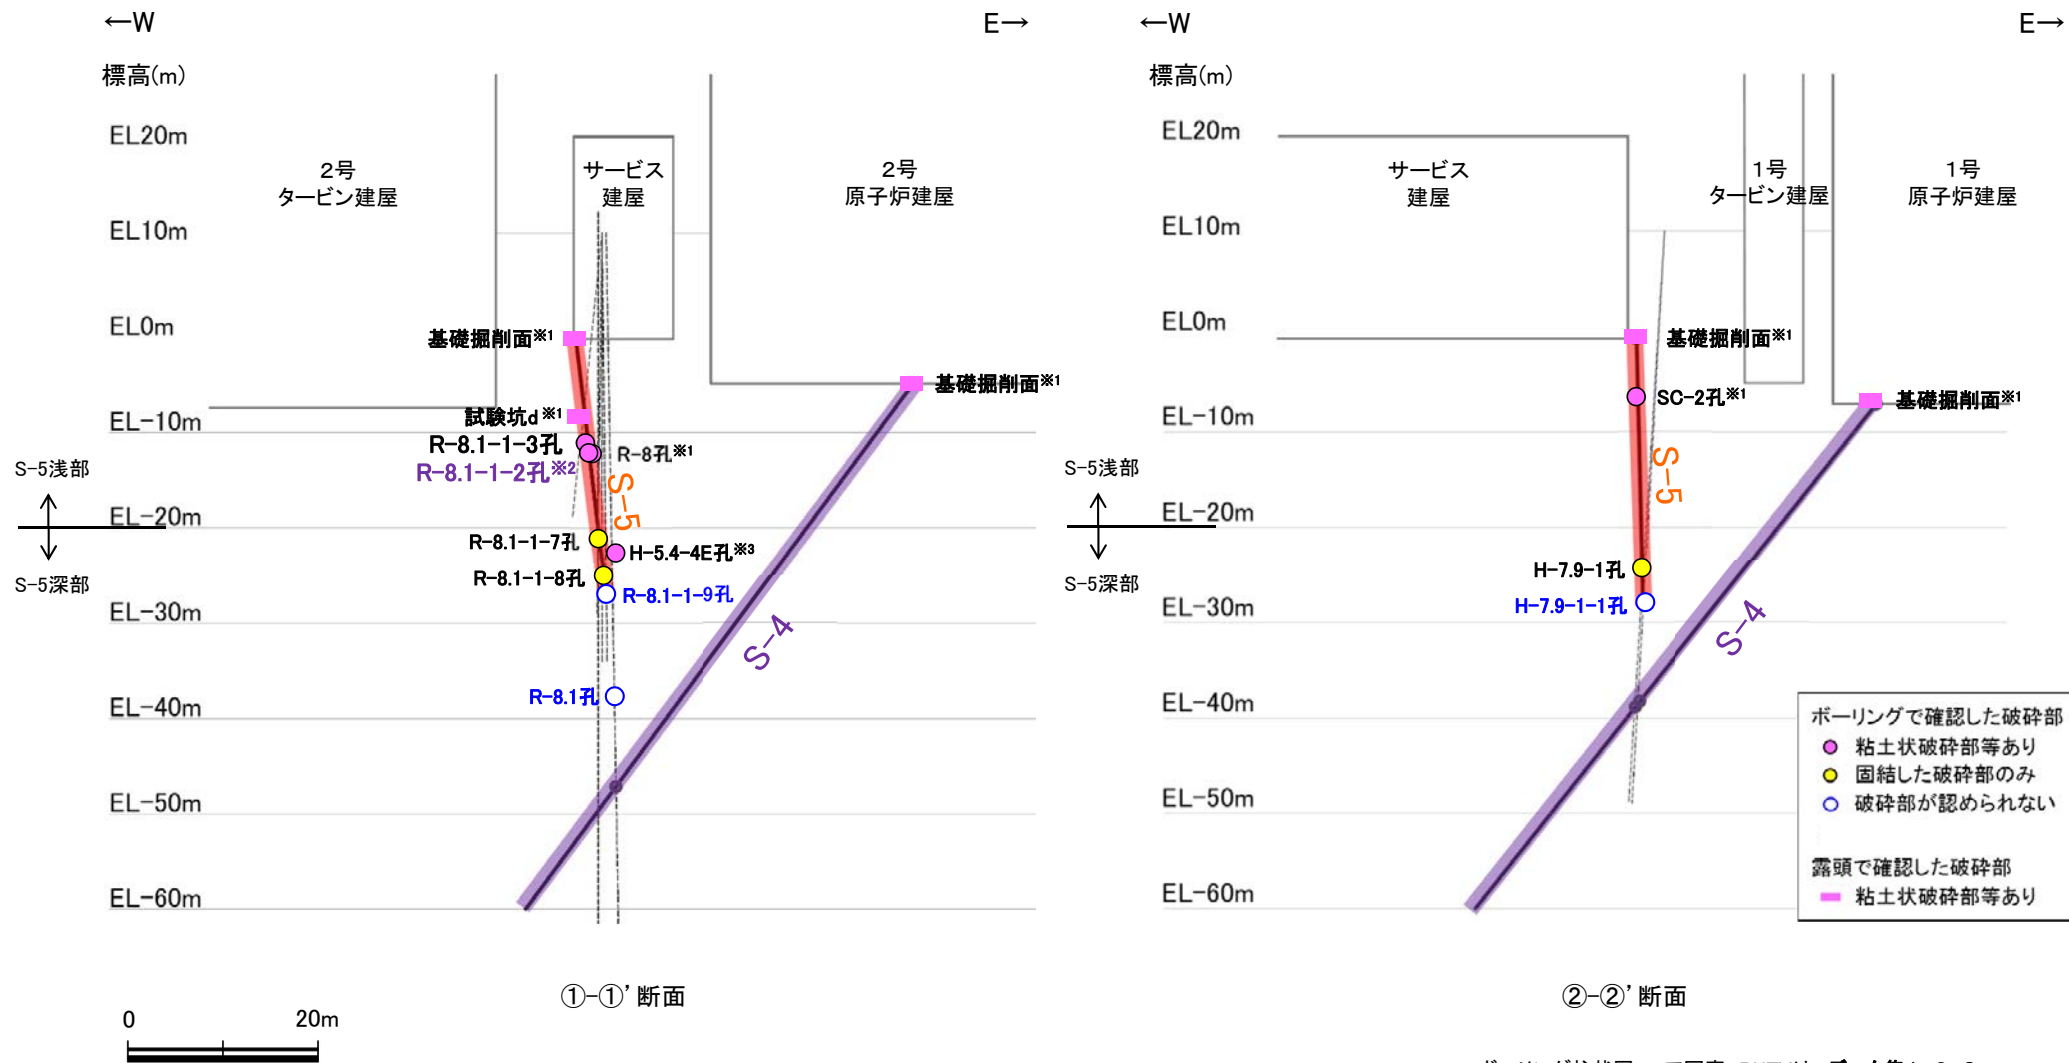 ←W
E→
標高(m)
EL20m
EL10m
EL0m
EL-10m
EL-20m
EL-30m
EL-40m
EL-50m
EL-60m
2号
タービン建屋
サービス
建屋
2号
原子炉建屋
基礎掘削面※1
基礎掘削面※1
試験坑d※1
R-8.1-1-3孔
R-8孔※1
R-8.1-1-2孔※2
S-5浅部
S-5深部
S-5
R-8.1-1-7孔
H-5.4-4E孔※3
R-8.1-1-8孔
R-8.1-1-9孔
R-8.1孔
S-4
①-①’断面
0
20m
←W
E→
標高(m)
EL20m
EL10m
EL0m
EL-10m
EL-20m
EL-30m
EL-40m
EL-50m
EL-60m
サービス
建屋
1号
タービン建屋
1号
原子炉建屋
基礎掘削面※1
SC-2孔※1
基礎掘削面※1
S-5浅部
S-5深部
S-5
H-7.9-1孔
H-7.9-1-1孔
S-4
ボーリングで確認した破砕部
粘土状破砕部等あり
固結した破砕部のみ
破砕部が認められない
露頭で確認した破砕部
粘土状破砕部等あり
②-②’断面